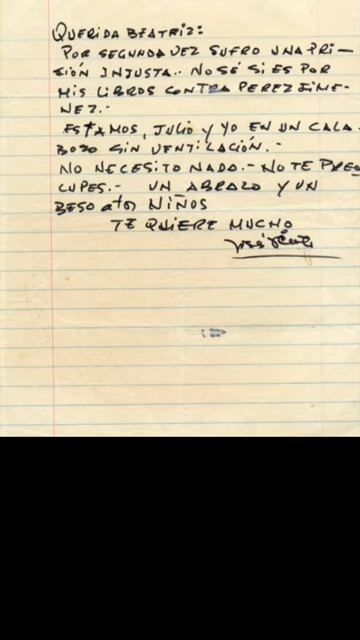 QUERIDA BEATRIZ:
POR SEGUNDA VEZ SUFRO UNA PRI-
SIÓN INJUSTA.. NO SÉ SI ES POR
MIS LIBROS CONTRA PEREZ JIME-
NEZ.-
ESTAMOS, JULIO Y YO EN UN CALA
BOZO SIN VENTILACIÓN.-
NO NECESITO NADA.- NO TE PREO
CUPES.- UN ABRAZO Y UN
BESO a los NIÑOS
TE QUIERE MUCHO
José